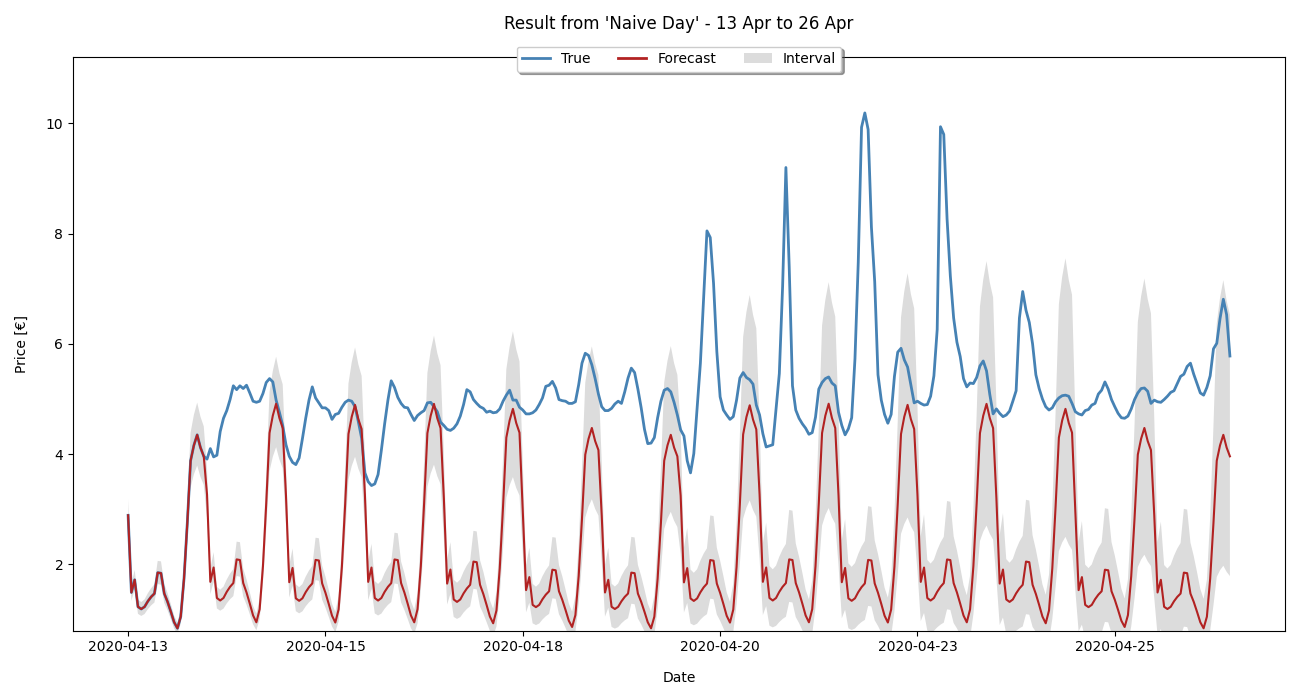 Result from 'Naive Day' - 13 Apr to 26 Apr
True Forecast Interval
Price [€]
10
8
6
4
2
2020-04-13 2020-04-15 2020-04-18 2020-04-20 2020-04-23 2020-04-25
Date